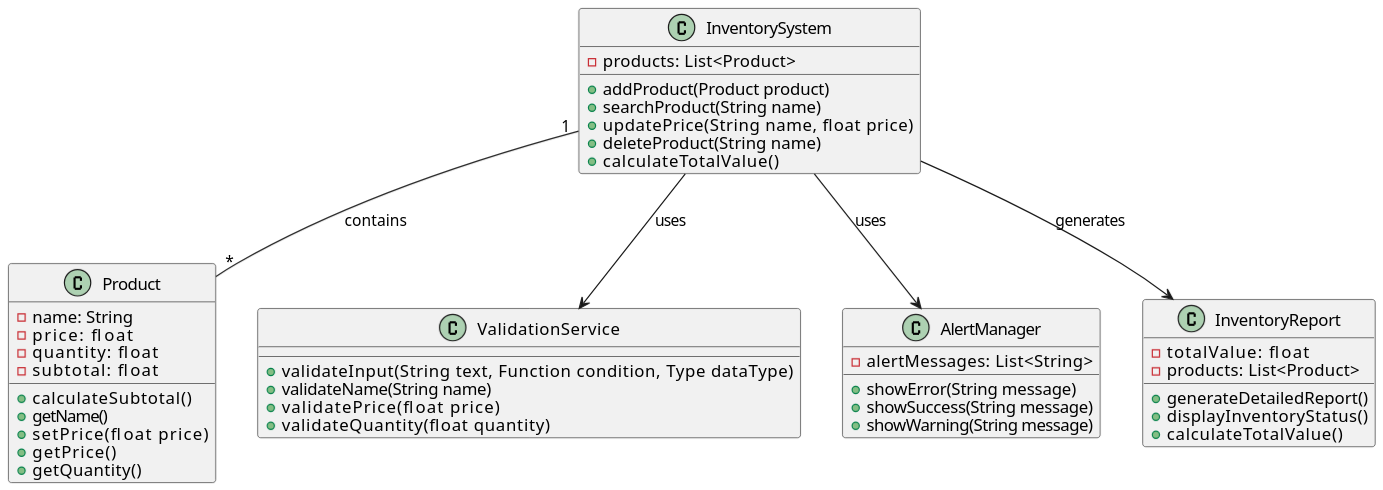 C InventorySystem
products: List<Product>
addProduct(Product product)
searchProduct(String name)
updatePrice(String name, float price)
deleteProduct(String name)
calculateTotalValue()
1
contains
uses
uses
generates
*
C Product
name: String
price: float
quantity: float
subtotal: float
calculateSubtotal()
getName()
setPrice(float price)
getPrice()
getQuantity()
C ValidationService
validateInput(String text, Function condition, Type dataType)
validateName(String name)
validatePrice(float price)
validateQuantity(float quantity)
C AlertManager
alertMessages: List<String>
showError(String message)
showSuccess(String message)
showWarning(String message)
C InventoryReport
totalValue: float
products: List<Product>
generateDetailedReport()
displayInventoryStatus()
calculateTotalValue()